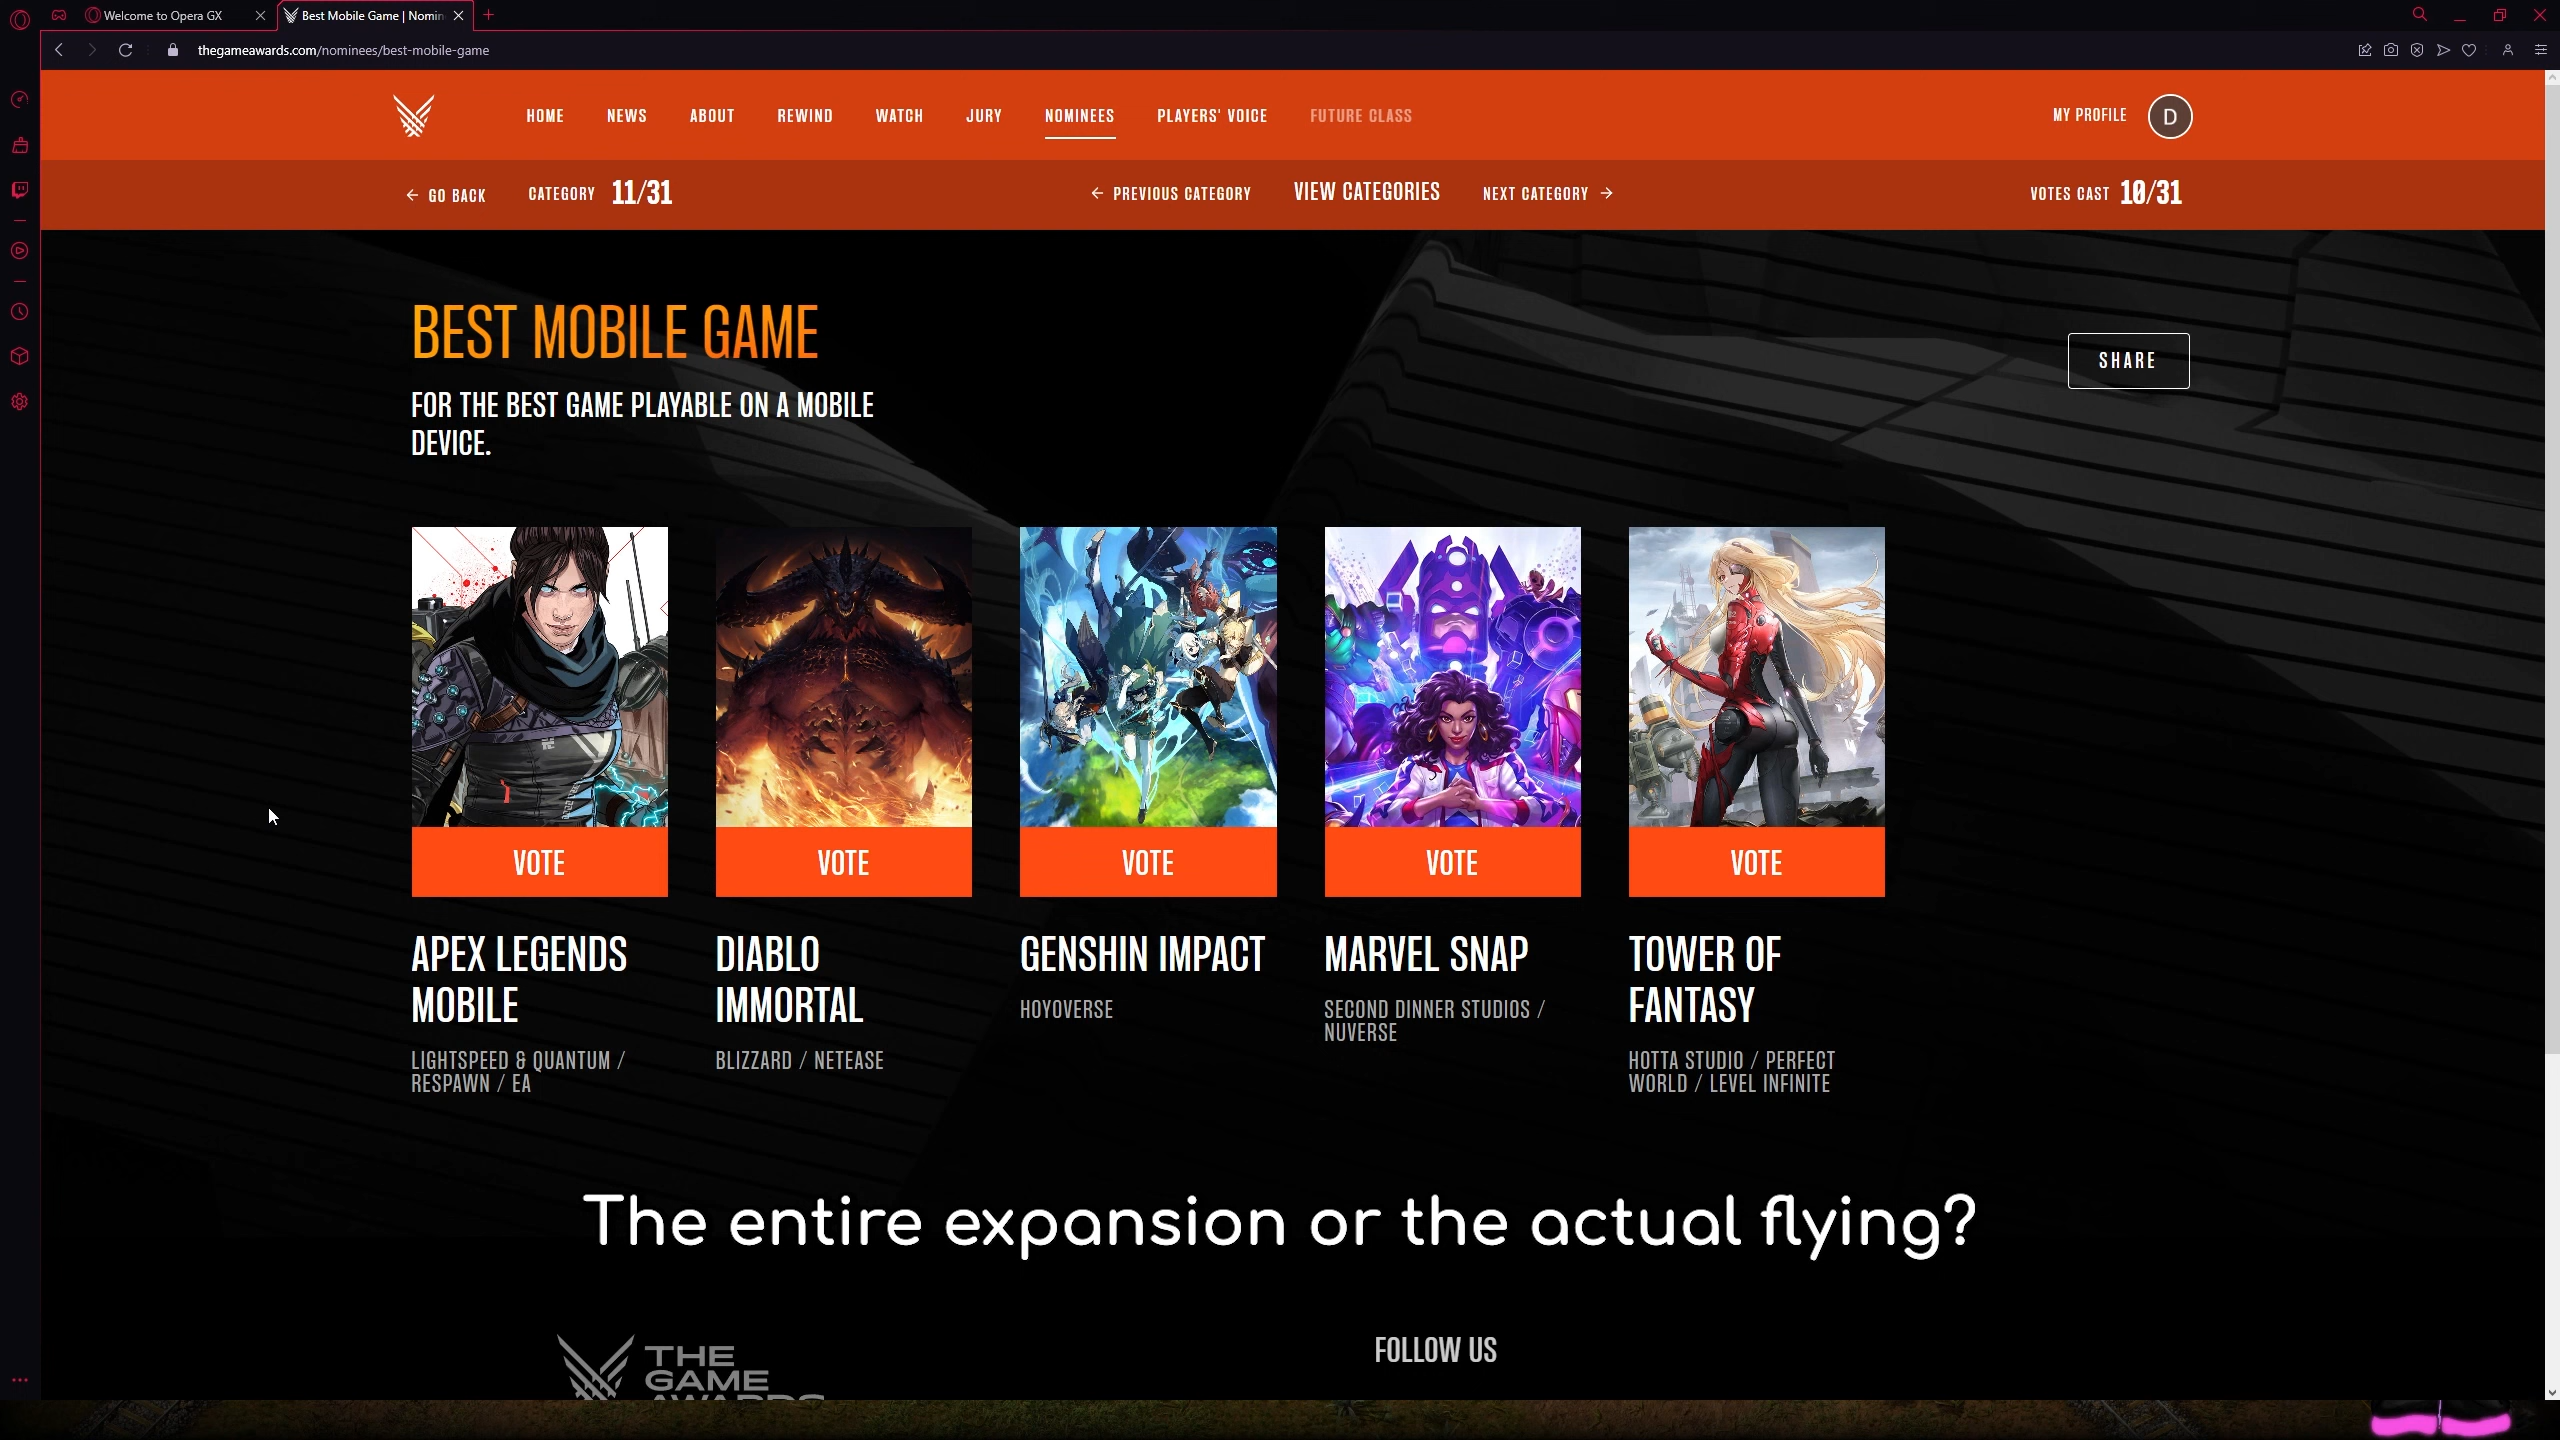 Welcome to Opera GX
Best Mobile Game | Nomin
thegameawards.com/nominees/best-mobile-game
HOME NEWS ABOUT REWIND WATCH JURY NOMINEES PLAYERS' VOICE FUTURE CLASS
MY PROFILE D
GO BACK CATEGORY 11/31
PREVIOUS CATEGORY VIEW CATEGORIES NEXT CATEGORY
VOTES CAST 10/31
BEST MOBILE GAME
SHARE
FOR THE BEST GAME PLAYABLE ON A MOBILE
DEVICE.
VOTE VOTE VOTE VOTE VOTE
APEX LEGENDS
MOBILE
LIGHTSPEED & QUANTUM /
RESPAWN / EA
DIABLO
IMMORTAL
BLIZZARD / NETEASE
GENSHIN IMPACT
HOYOVERSE
MARVEL SNAP
SECOND DINNER STUDIOS /
NUVERSE
TOWER OF
FANTASY
HOTTA STUDIO / PERFECT
WORLD / LEVEL INFINITE
The entire expansion or the actual flying?
THE
GAME
AWARDS
FOLLOW US